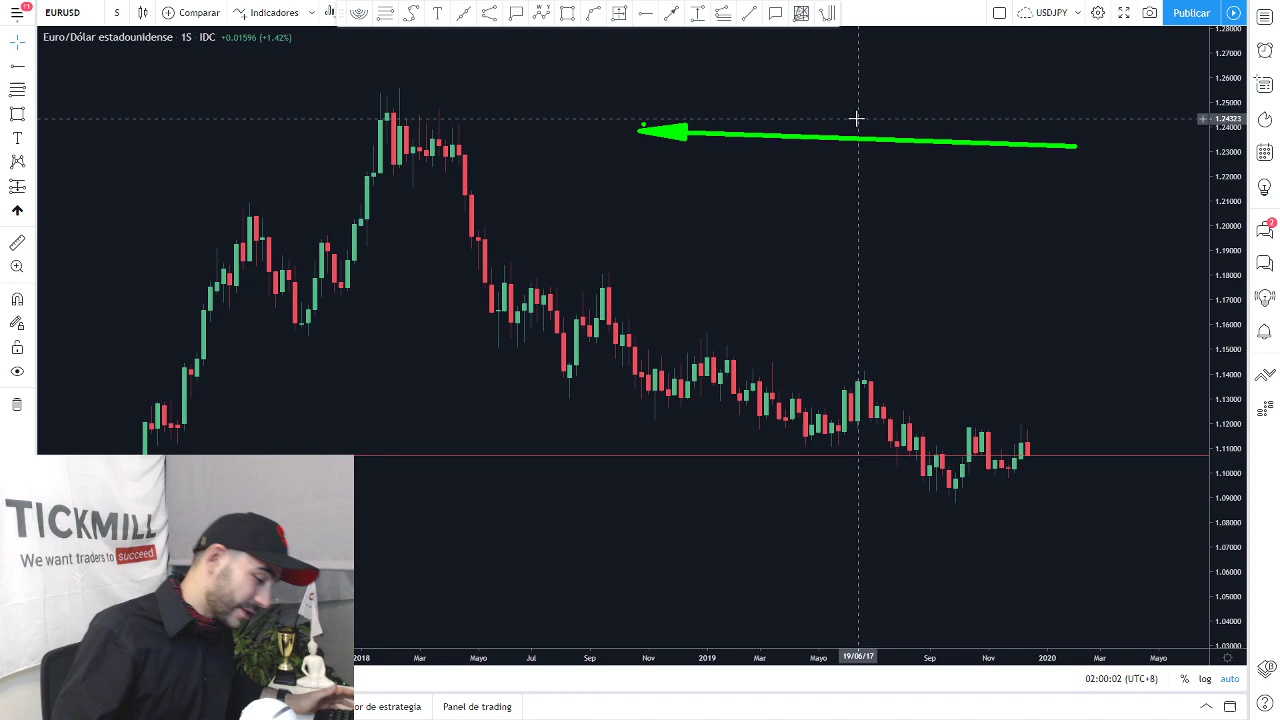 11
EURUSD
S
Comparar
Indicadores
USDJPY
Publicar
Euro/Dólar estadounidense 1S IDC +0.01596 (+1.42%)
1.28000
1.27000
1.26000
1.25000
1.24323
1.24000
1.23000
1.22000
1.21000
1.20000
1.19000
1.18000
1.17000
1.16000
1.15000
1.14000
1.13000
1.12000
1.11000
1.10000
1.09000
1.08000
1.07000
1.06000
1.05000
1.04000
1.03000
2
TICKMILL
We want traders to succeed
2018 Mar Mayo Jul Sep Nov 2019 Mar Mayo 19/06/17 Sep Nov 2020 Mar Mayo
02:00:02 (UTC+8) % log auto
or de estrategia Panel de trading